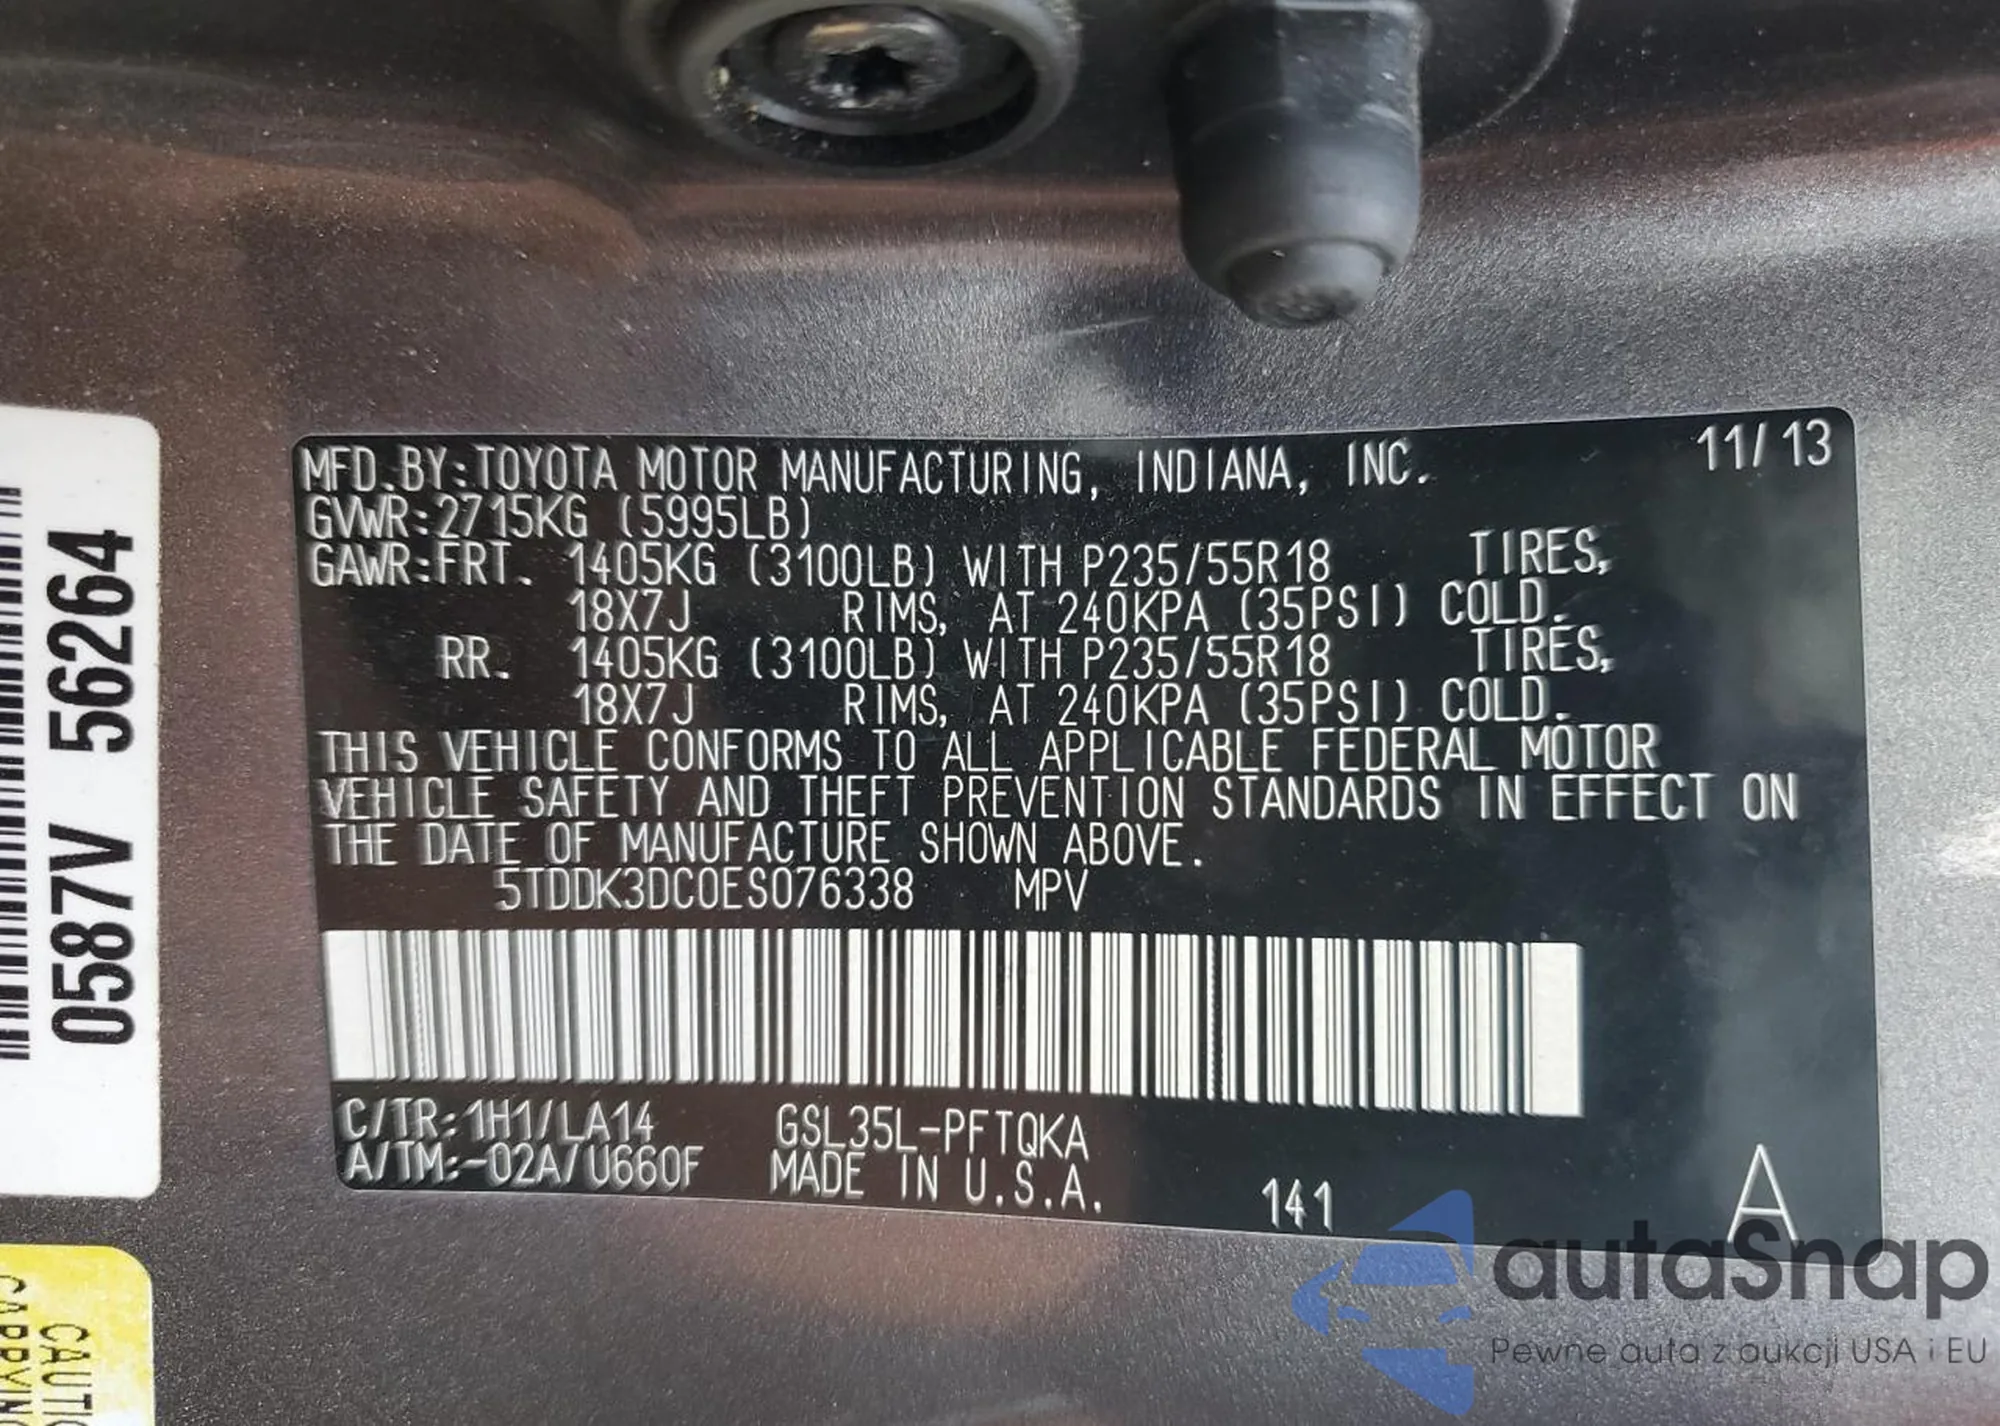 MFD.BY:TOYOTA MOTOR MANUFACTURING, INDIANA, INC. 11/13
GVWR:2715KG (5995LB)
GAWR:FRT. 1405KG (3100LB) WITH P235/55R18 TIRES,
18X7J RIMS, AT 240KPA (35PSI) COLD.
RR. 1405KG (3100LB) WITH P235/55R18 TIRES,
18X7J RIMS, AT 240KPA (35PSI) COLD.
THIS VEHICLE CONFORMS TO ALL APPLICABLE FEDERAL MOTOR
VEHICLE SAFETY AND THEFT PREVENTION STANDARDS IN EFFECT ON
THE DATE OF MANUFACTURE SHOWN ABOVE.
5TDDK3DC0ES076338 MPV
C/TR:1H1/LA14 GSL35L-PFTQKA
A/TM:-02A/U660F MADE IN U.S.A.
141 A
0587V 56264
autaSnap
Pewne auta z aukcji USA i EU